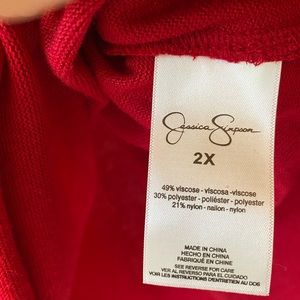 Jessica Simpson
2X
49% viscose - viscosa -viscose
30% polyester - poliéster - polyester
21% nylon - nailon - nylon
MADE IN CHINA
HECHO EN CHINA
FABRIQUÉ EN CHINE
SEE REVERSE FOR CARE
VER AL REVERSO PARA EL CUIDADO
VOIR LES INSTRUCTIONS D'ENTRETIEN AU DOS